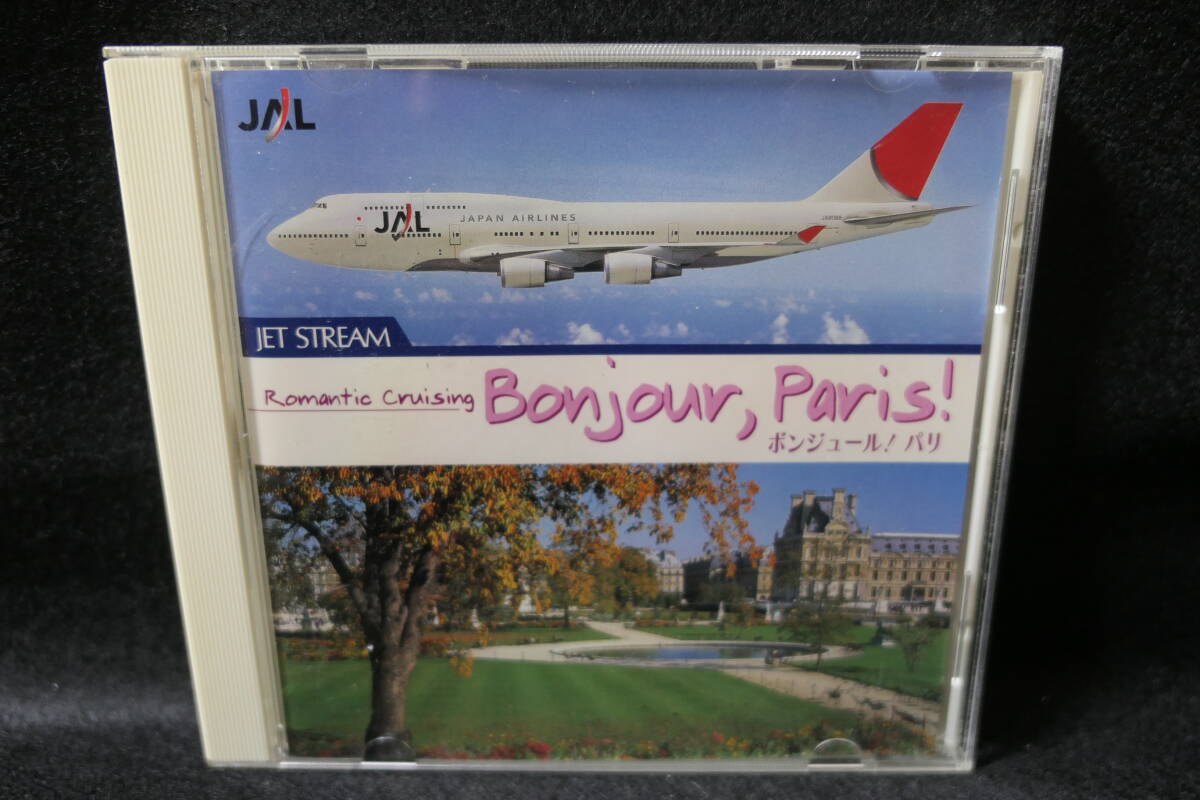 JAL
JAL JAPAN AIRLINES
JET STREAM
Romantic Cruising Bonjour, Paris!
ボンジュール! パリ